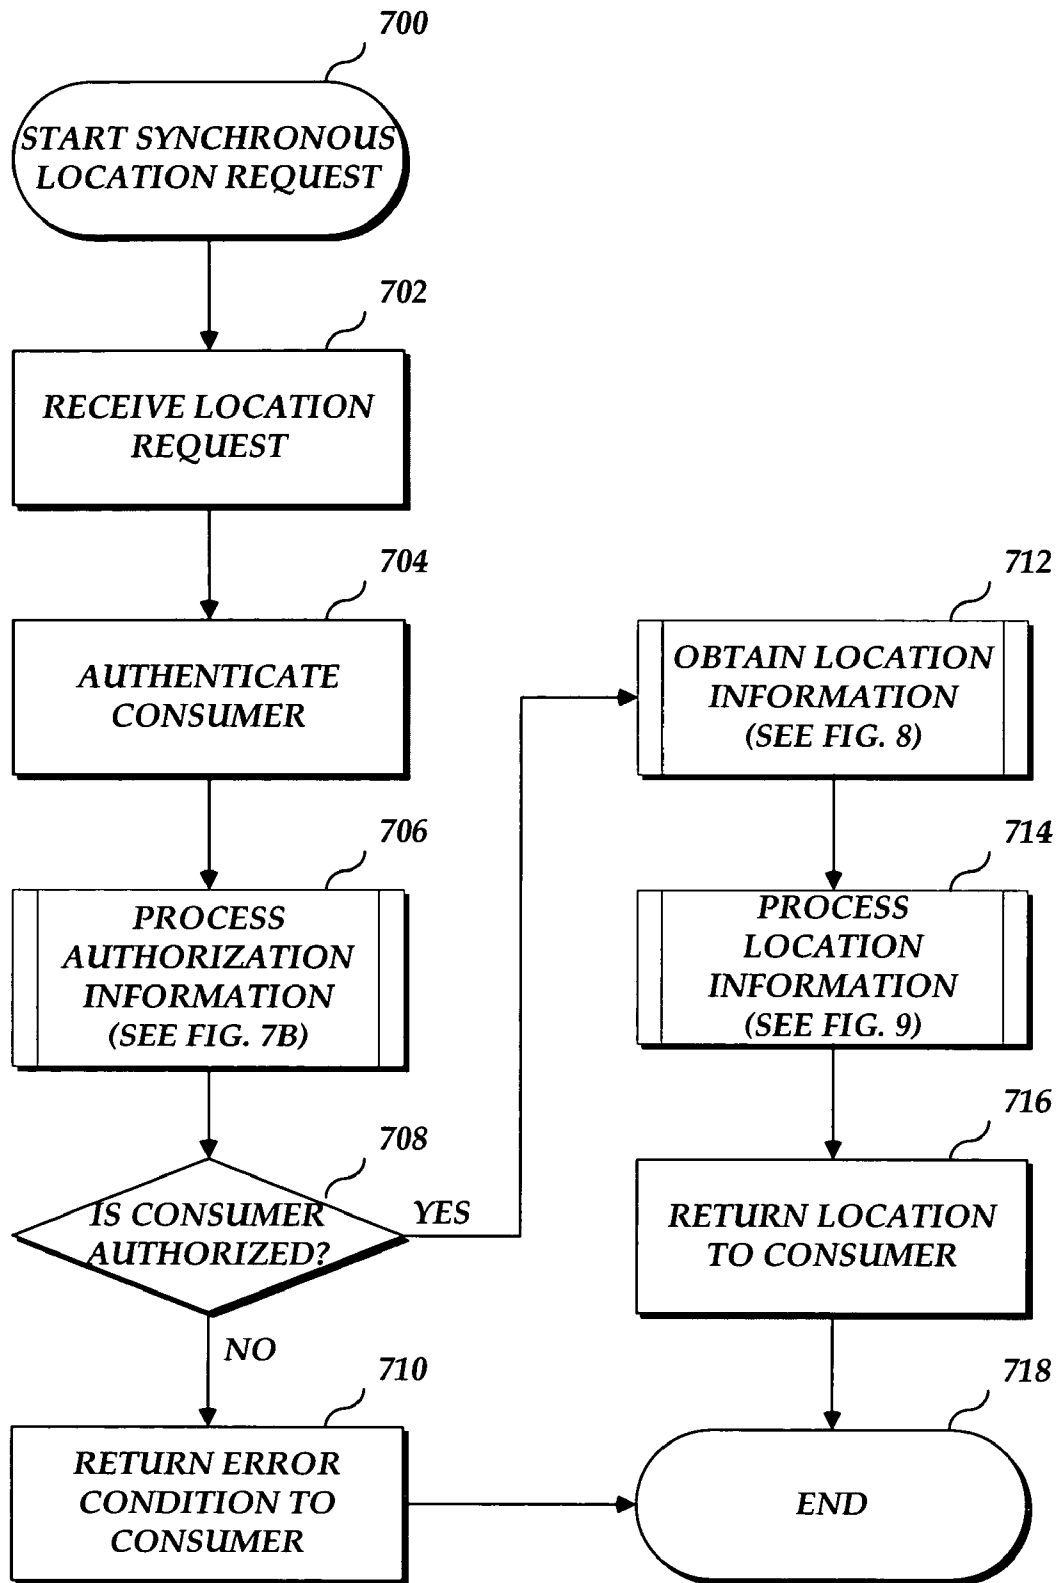 700
START SYNCHRONOUS
LOCATION REQUEST
702
RECEIVE LOCATION
REQUEST
704
AUTHENTICATE
CONSUMER
706
PROCESS
AUTHORIZATION
INFORMATION
(SEE FIG. 7B)
708
IS CONSUMER
AUTHORIZED?
YES
NO
710
RETURN ERROR
CONDITION TO
CONSUMER
712
OBTAIN LOCATION
INFORMATION
(SEE FIG. 8)
714
PROCESS
LOCATION
INFORMATION
(SEE FIG. 9)
716
RETURN LOCATION
TO CONSUMER
718
END